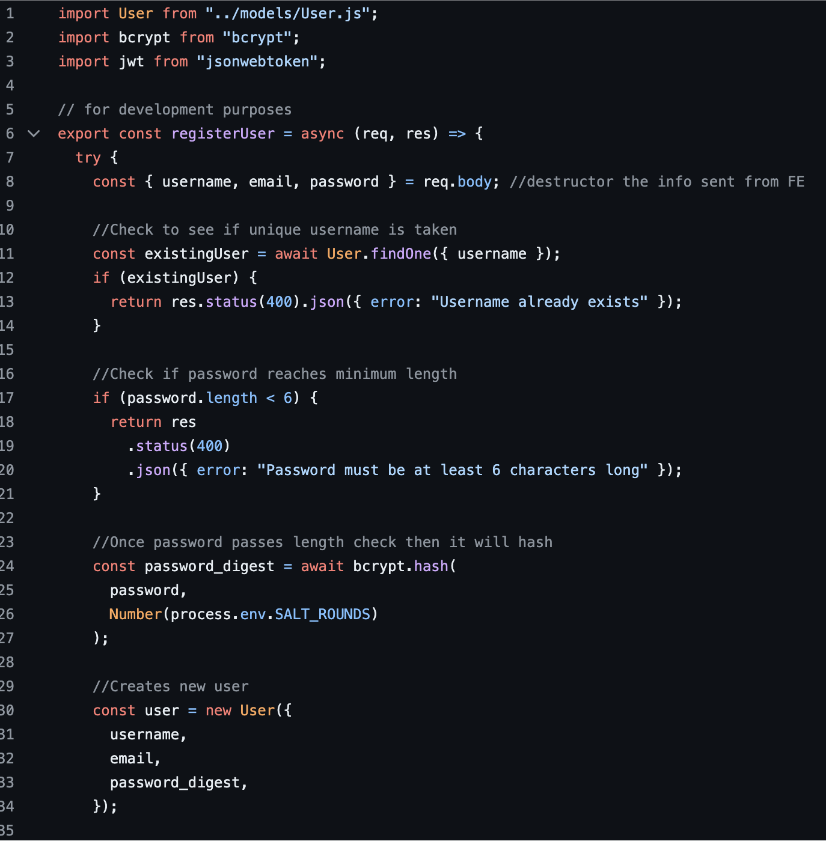 1 import User from "../models/User.js";
2 import bcrypt from "bcrypt";
3 import jwt from "jsonwebtoken";
4
5 // for development purposes
6 export const registerUser = async (req, res) => {
7 try {
8 const { username, email, password } = req.body; //destructor the info sent from FE
9
10 //Check to see if unique username is taken
11 const existingUser = await User.findOne({ username });
12 if (existingUser) {
13 return res.status(400).json({ error: "Username already exists" });
14 }
15
16 //Check if password reaches minimum length
17 if (password.length < 6) {
18 return res
19 .status(400)
20 .json({ error: "Password must be at least 6 characters long" });
21 }
22
23 //Once password passes length check then it will hash
24 const password_digest = await bcrypt.hash(
25 password,
26 Number(process.env.SALT_ROUNDS)
27 );
28
29 //Creates new user
30 const user = new User({
31 username,
32 email,
33 password_digest,
34 });
35